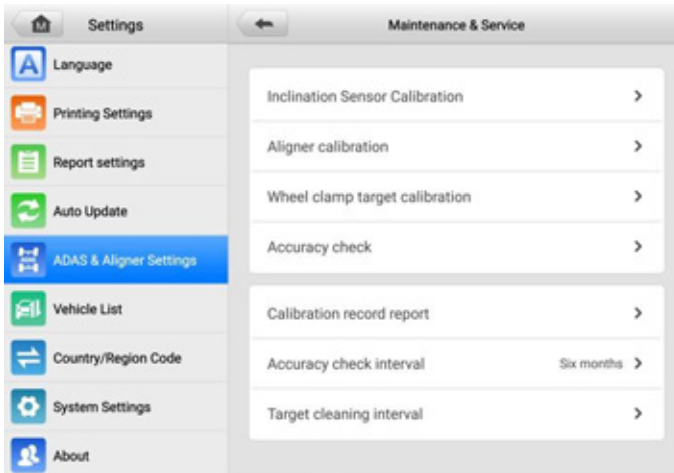 Settings
Maintenance & Service
Language
Printing Settings
Report settings
Auto Update
ADAS & Aligner Settings
Vehicle List
Country/Region Code
System Settings
About
Inclination Sensor Calibration
Aligner calibration
Wheel clamp target calibration
Accuracy check
Calibration record report
Accuracy check interval Six months
Target cleaning interval